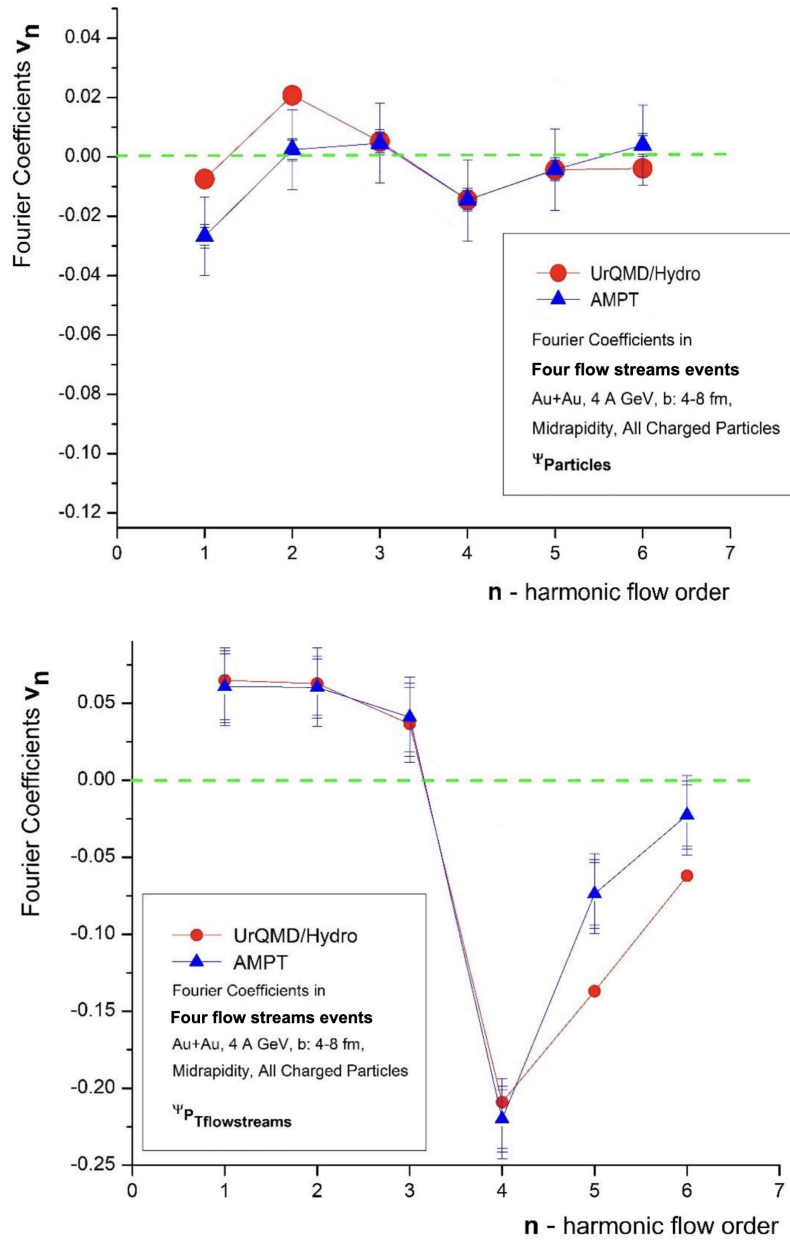 0.04
0.02
0.00
-0.02
-0.04
-0.06
-0.08
-0.10
-0.12
Fourier Coefficients vn
0 1 2 3 4 5 6 7
n - harmonic flow order
UrQMD/Hydro
AMPT
Fourier Coefficients in
Four flow streams events
Au+Au, 4 A GeV, b: 4-8 fm,
Midrapidity, All Charged Particles
ΨParticles
0.05
0.00
-0.05
-0.10
-0.15
-0.20
-0.25
Fourier Coefficients vn
0 1 2 3 4 5 6 7
n - harmonic flow order
UrQMD/Hydro
AMPT
Fourier Coefficients in
Four flow streams events
Au+Au, 4 A GeV, b: 4-8 fm,
Midrapidity, All Charged Particles
ΨPTflowstreams